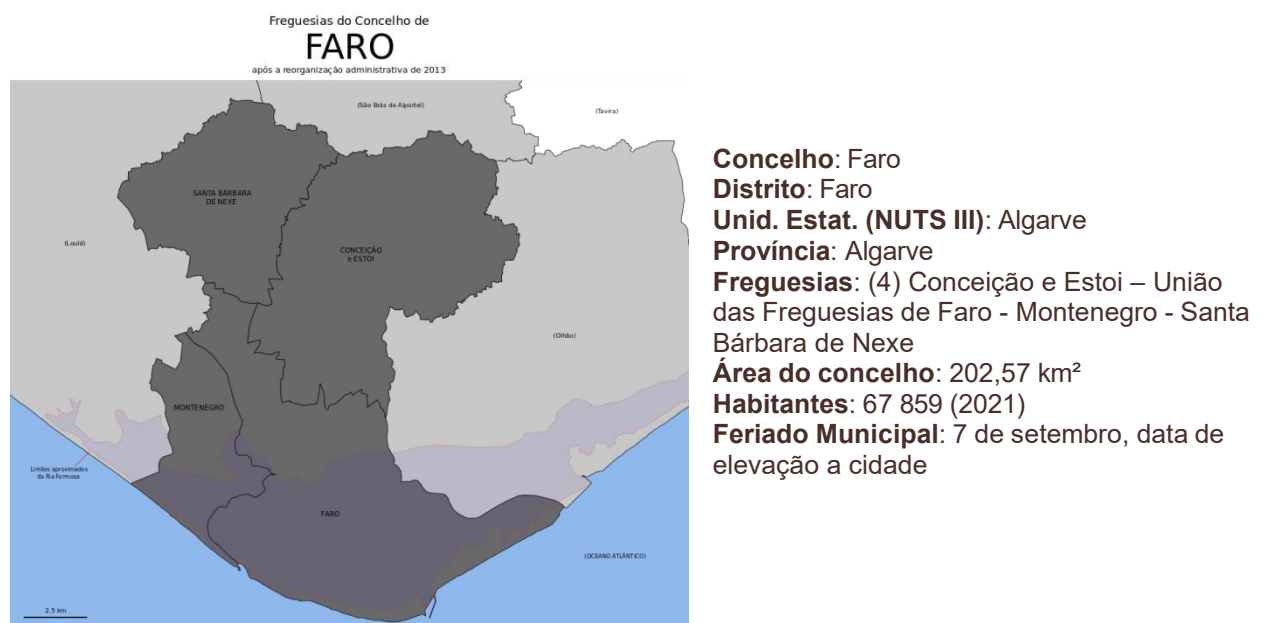 Freguesias do Concelho de
FARO
após a reorganização administrativa de 2013
(São Brás de Alportel)
(Tavira)
SANTA BÁRBARA
DE NEXE
(Loulé)
CONCEIÇÃO
e ESTOI
(Olhão)
MONTENEGRO
Limites aproximados
da Ria Formosa
FARO
(OCEANO ATLÂNTICO)
2.5 km
Concelho: Faro
Distrito: Faro
Unid. Estat. (NUTS III): Algarve
Província: Algarve
Freguesias: (4) Conceição e Estoi – União
das Freguesias de Faro - Montenegro - Santa
Bárbara de Nexe
Área do concelho: 202,57 km²
Habitantes: 67 859 (2021)
Feriado Municipal: 7 de setembro, data de
elevação a cidade